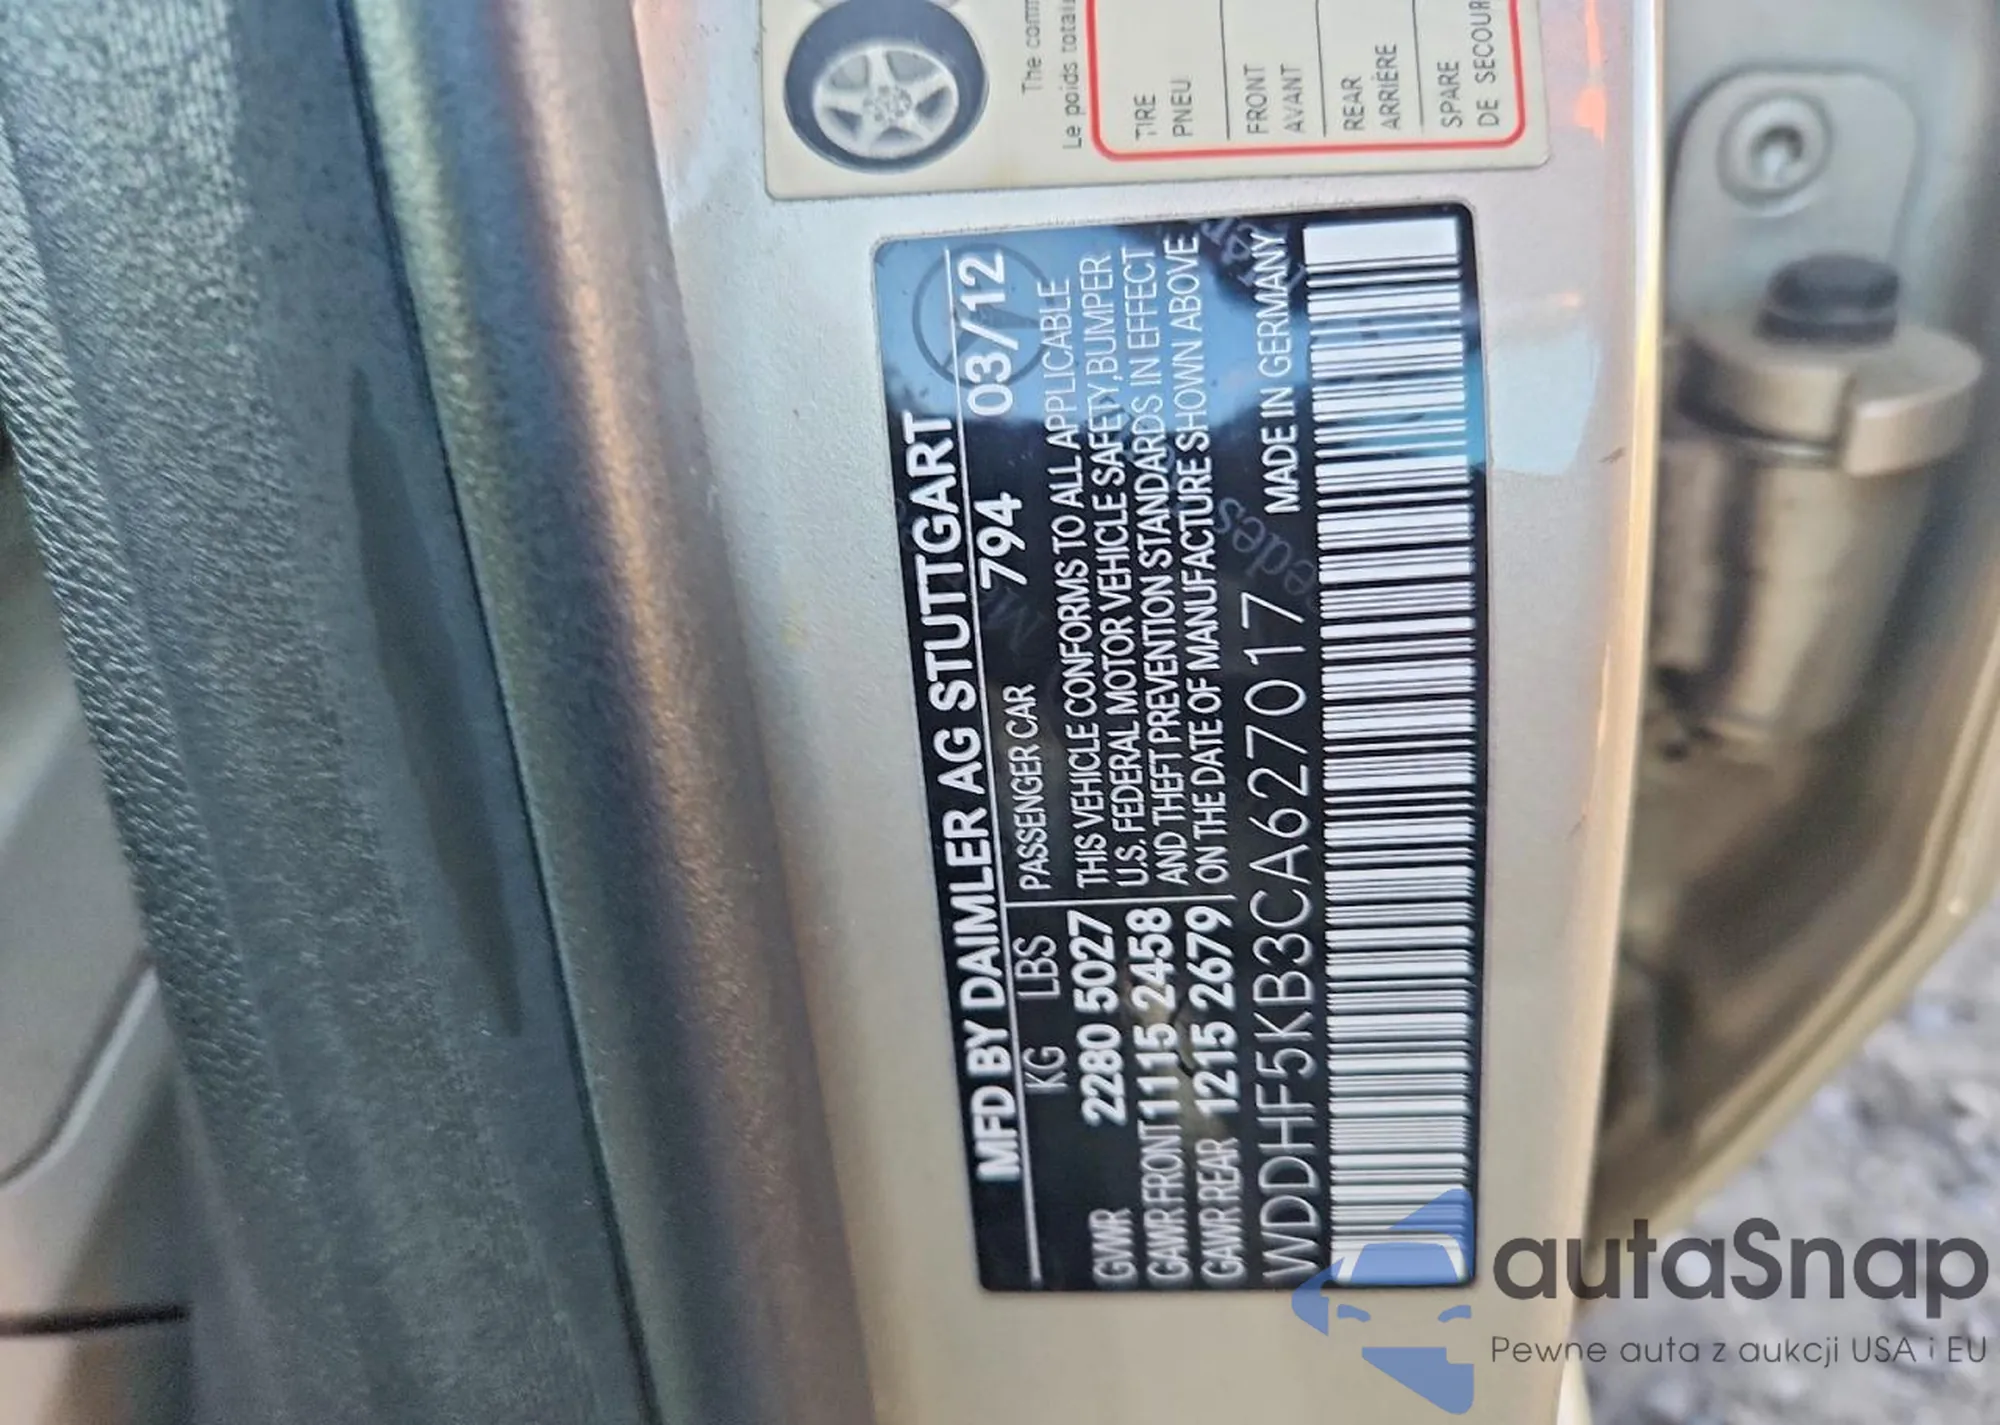 MFD BY DAIMLER AG STUTTGART
KG LBS PASSENGER CAR 794 03/12
GVWR 2280 5027 THIS VEHICLE CONFORMS TO ALL APPLICABLE
GAWR FRONT 1115 2458 U.S. FEDERAL MOTOR VEHICLE SAFETY, BUMPER
GAWR REAR 1215 2679 AND THEFT PREVENTION STANDARDS IN EFFECT
ON THE DATE OF MANUFACTURE SHOWN ABOVE
WDDHF5KB3CA627017 MADE IN GERMANY
The com
Le poids total
TIRE
PNEU
FRONT
AVANT
REAR
ARRIÈRE
SPARE
DE SECOUR
autaSnap
Pewne auta z aukcji USA i EU